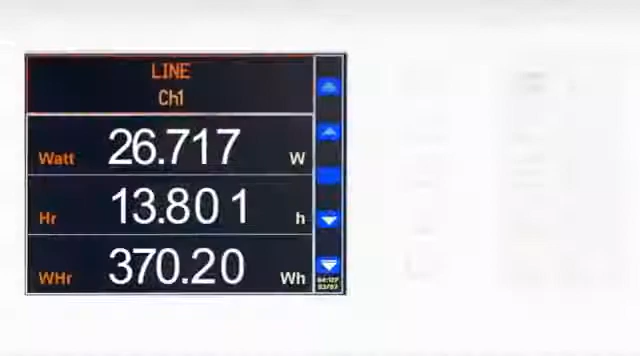 LINE
Ch1
Watt 26.717 W
Hr 13.801 h
WHr 370.20 Wh